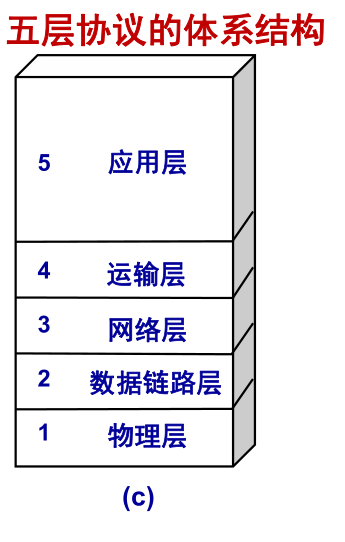 五层协议的体系结构
5 应用层
4 运输层
3 网络层
2 数据链路层
1 物理层
(c)